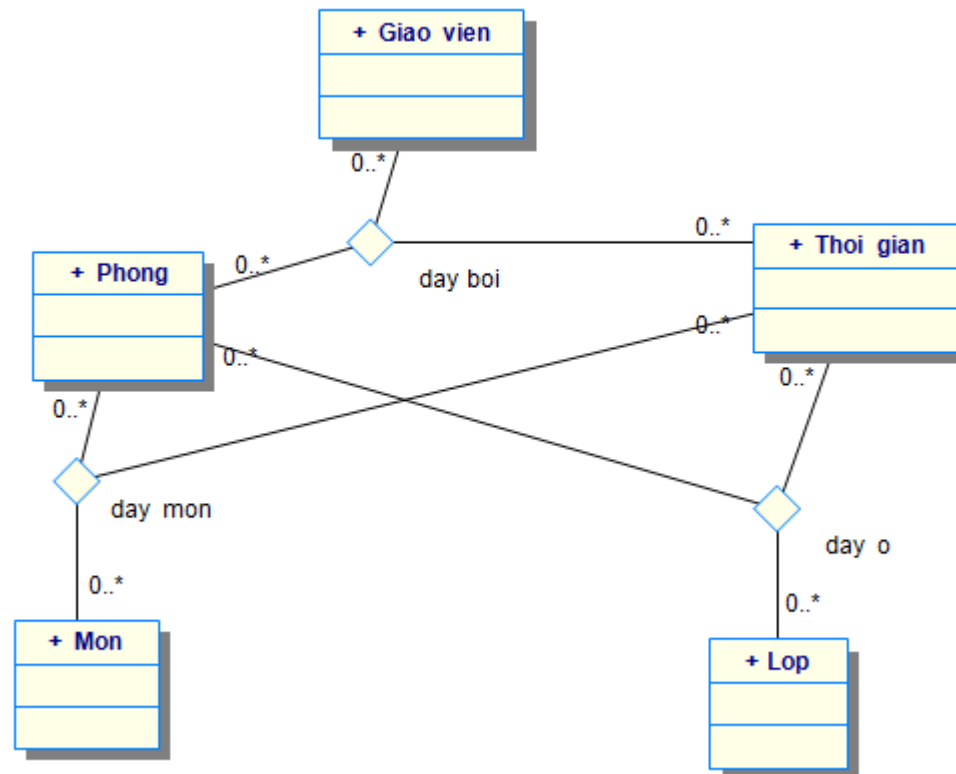 + Giao vien
0..*
0..*
+ Thoi gian
+ Phong
0..*
day boi
0..*
0..*
0..*
0..*
day mon
day o
0..*
0..*
+ Mon
+ Lop